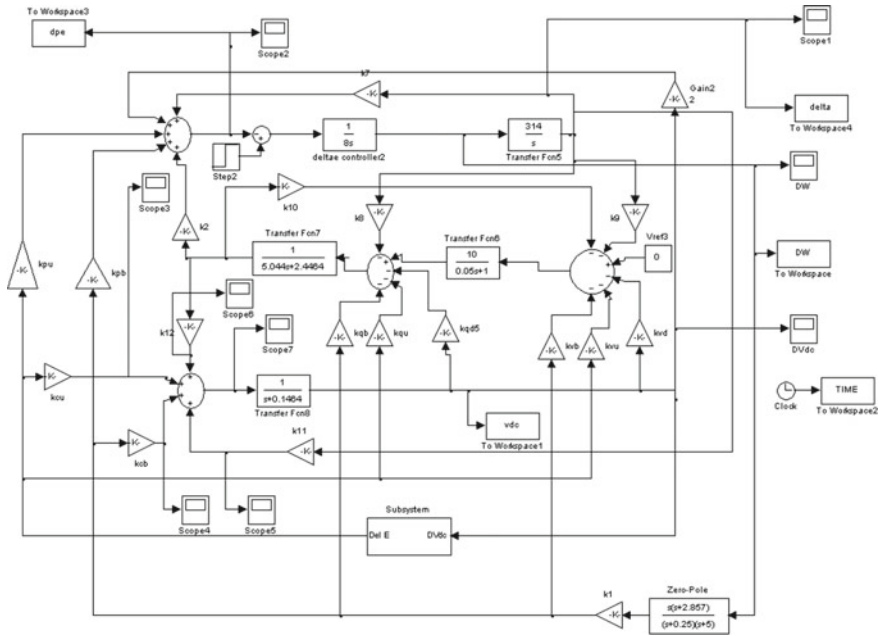 To Workspace3
dpe
Scope2
Scope1
k7
Gain2
2
delta
To Workspace4
Step2
1
8s
deltae controller2
314
s
Transfer Fcn5
DW
Scope3
k2
k10
k8
k9
Vref3
0
Transfer Fcn7
1
5.044s+2.4464
Transfer Fcn6
10
0.05s+1
DW
To Workspace
kpu
kpb
Scope6
k12
Scope7
kqb
kqu
kqd5
kvb
kvu
kvd
DVdc
kcu
1
s+0.1464
Transfer Fcn8
Clock
TIME
To Workspace2
vdc
To Workspace1
k11
kcb
Scope4
Scope5
Subsystem
Del E
DVdc
k1
Zero-Pole
s(s+2.857)
(s+0.25)(s+5)